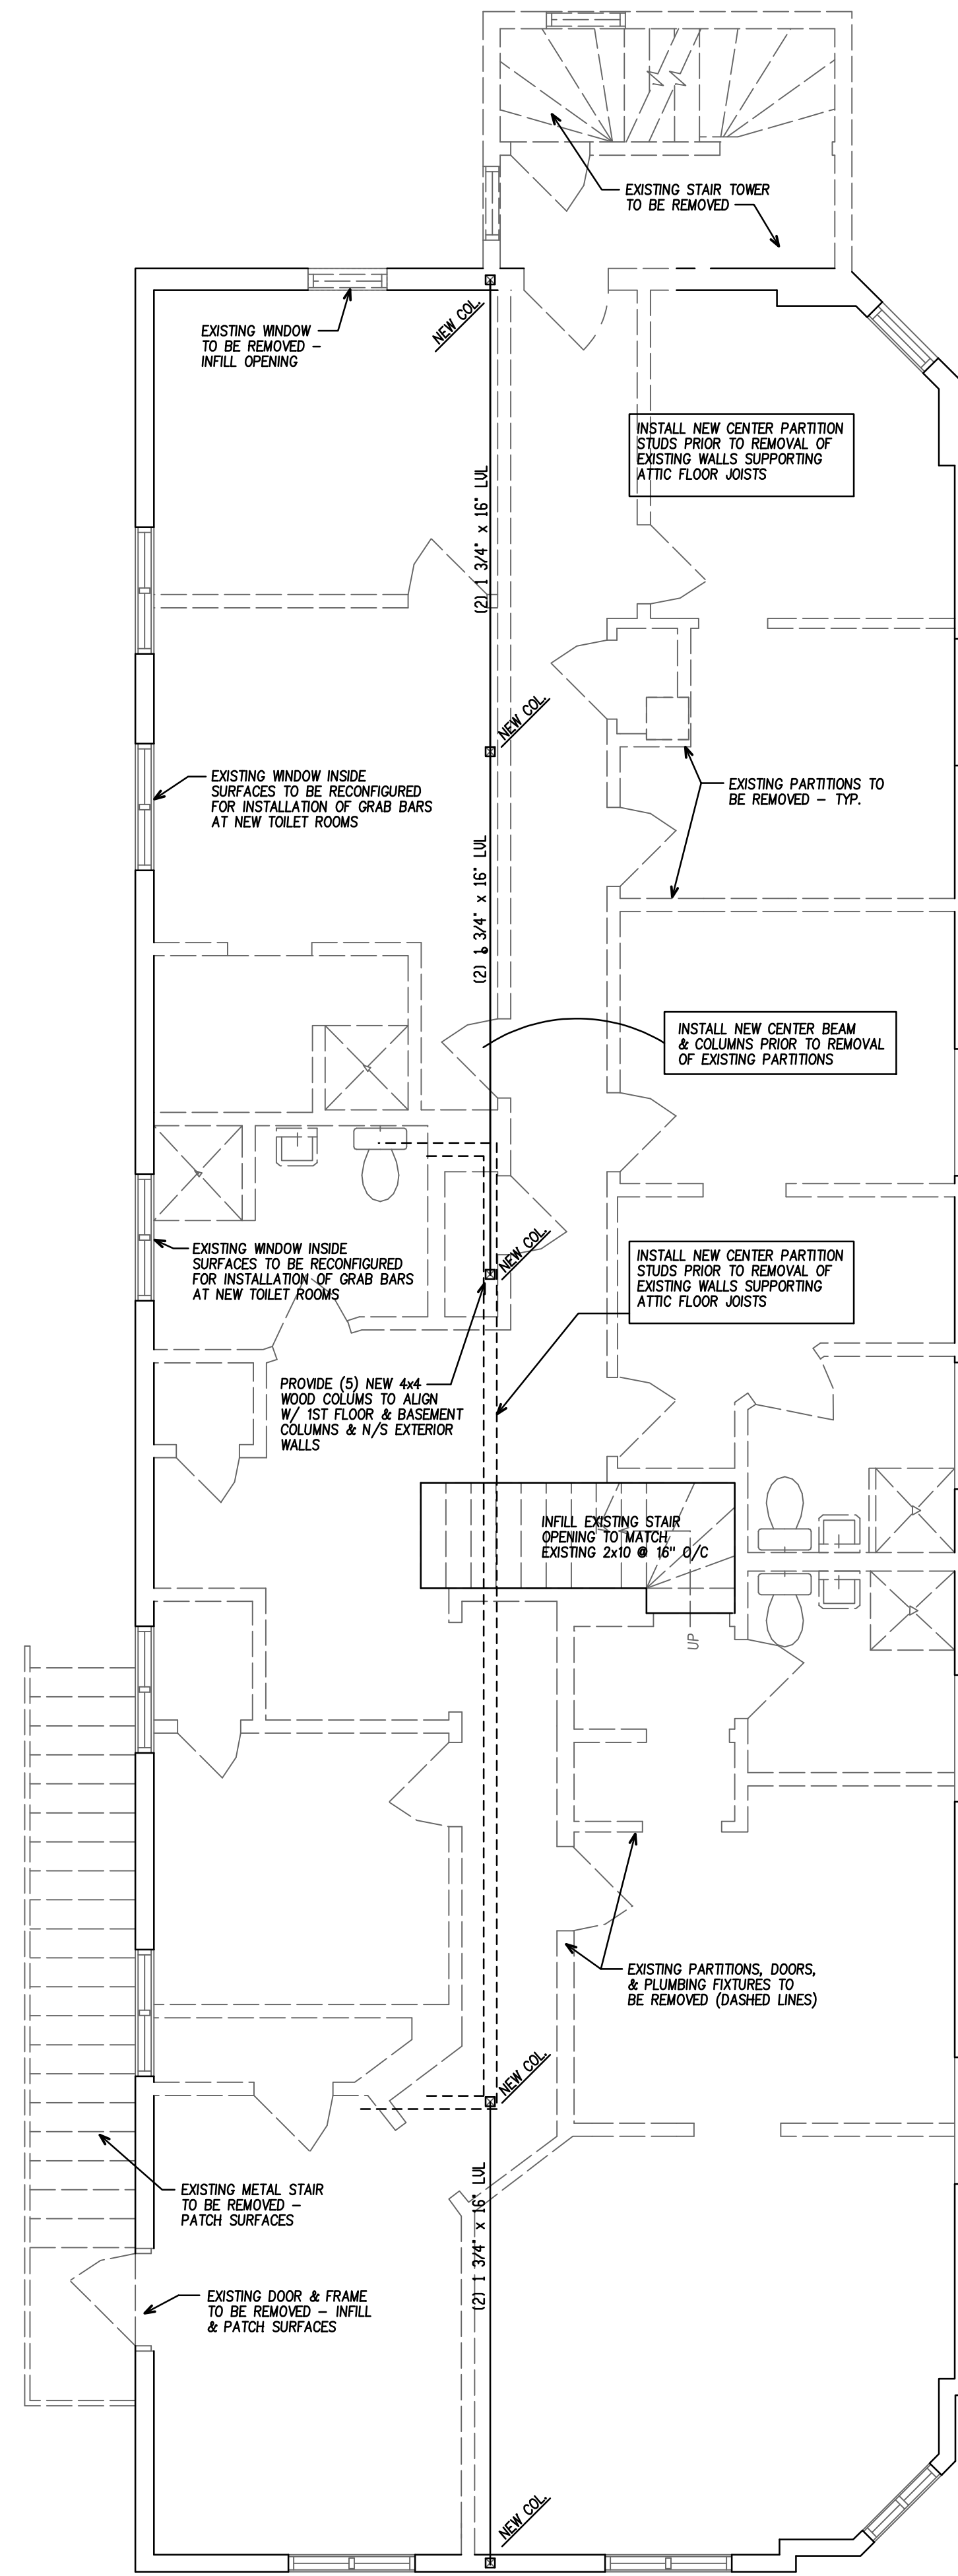 EXISTING STAIR TOWER
TO BE REMOVED
EXISTING WINDOW
TO BE REMOVED –
INFILL OPENING
NEW COL.
INSTALL NEW CENTER PARTITION
STUDS PRIOR TO REMOVAL OF
EXISTING WALLS SUPPORTING
ATTIC FLOOR JOISTS
(2) 1 3/4" x 16" LVL
NEW COL.
EXISTING WINDOW INSIDE
SURFACES TO BE RECONFIGURED
FOR INSTALLATION OF GRAB BARS
AT NEW TOILET ROOMS
EXISTING PARTITIONS TO
BE REMOVED – TYP.
(2) 1 3/4" x 16" LVL
INSTALL NEW CENTER BEAM
& COLUMNS PRIOR TO REMOVAL
OF EXISTING PARTITIONS
NEW COL.
EXISTING WINDOW INSIDE
SURFACES TO BE RECONFIGURED
FOR INSTALLATION OF GRAB BARS
AT NEW TOILET ROOMS
INSTALL NEW CENTER PARTITION
STUDS PRIOR TO REMOVAL OF
EXISTING WALLS SUPPORTING
ATTIC FLOOR JOISTS
PROVIDE (5) NEW 4x4
WOOD COLUMS TO ALIGN
W/ 1ST FLOOR & BASEMENT
COLUMNS & N/S EXTERIOR
WALLS
INFILL EXISTING STAIR
OPENING TO MATCH
EXISTING 2x10 @ 16" O/C
UP
EXISTING PARTITIONS, DOORS,
& PLUMBING FIXTURES TO
BE REMOVED (DASHED LINES)
NEW COL.
EXISTING METAL STAIR
TO BE REMOVED –
PATCH SURFACES
(2) 1 3/4" x 16" LVL
EXISTING DOOR & FRAME
TO BE REMOVED – INFILL
& PATCH SURFACES
NEW COL.